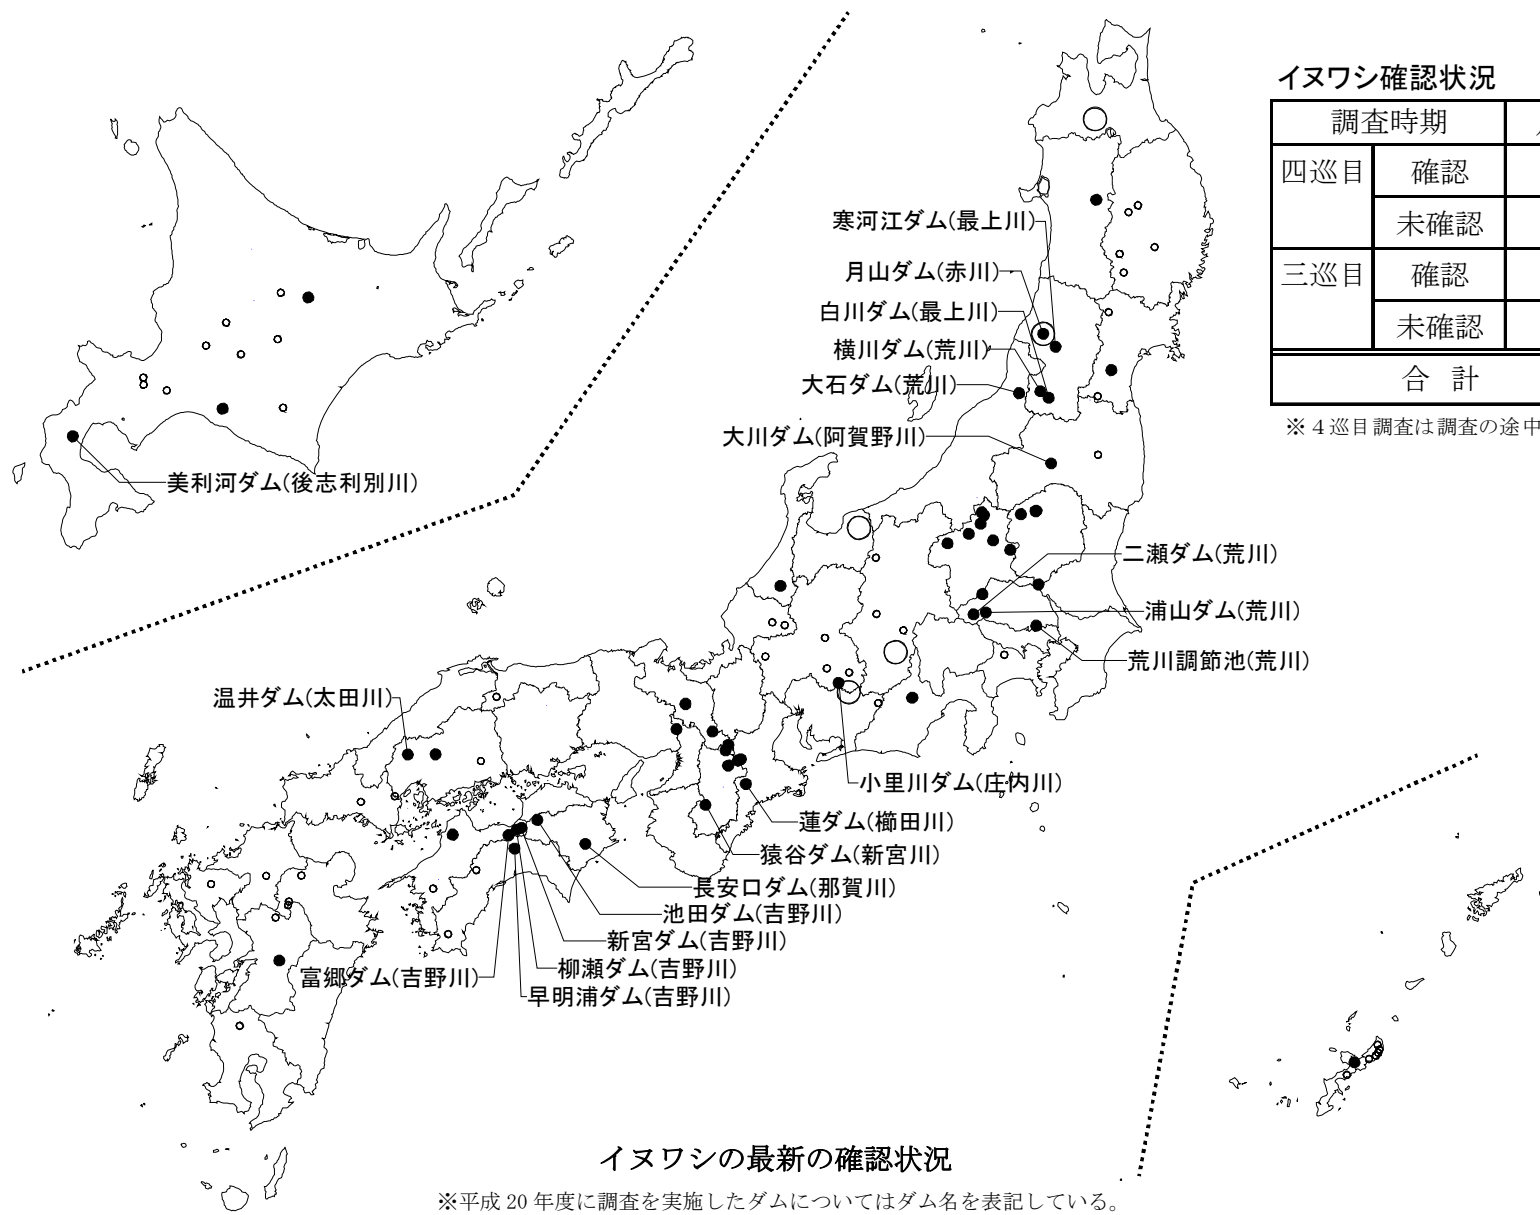 イヌワシ確認状況
調査時期
四巡目 確認
未確認
三巡目 確認
未確認
合 計
※４巡目調査は調査の途中
寒河江ダム(最上川)
月山ダム(赤川)
白川ダム(最上川)
横川ダム(荒川)
大石ダム(荒川)
大川ダム(阿賀野川)
美利河ダム(後志利別川)
二瀬ダム(荒川)
浦山ダム(荒川)
荒川調節池(荒川)
温井ダム(太田川)
小里川ダム(庄内川)
蓮ダム(櫛田川)
猿谷ダム(新宮川)
長安口ダム(那賀川)
池田ダム(吉野川)
新宮ダム(吉野川)
柳瀬ダム(吉野川)
富郷ダム(吉野川)
早明浦ダム(吉野川)
イヌワシの最新の確認状況
※平成 20 年度に調査を実施したダムについてはダム名を表記している。